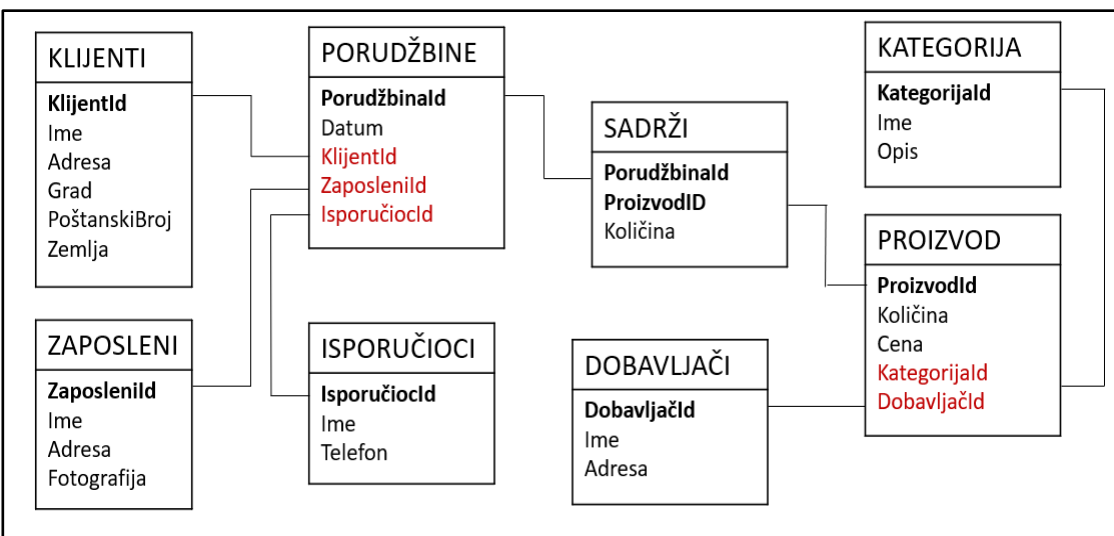 KLIJENTI
KlijentId
Ime
Adresa
Grad
PoštanskiBroj
Zemlja
PORUDŽBINE
PorudžbinaId
Datum
KlijentId
ZaposleniId
IsporučiocId
SADRŽI
PorudžbinaId
ProizvodID
Količina
KATEGORIJA
KategorijaId
Ime
Opis
PROIZVOD
ProizvodId
Količina
Cena
KategorijaId
DobavljačId
ZAPOSLENI
ZaposleniId
Ime
Adresa
Fotografija
ISPORUČIOCI
IsporučiocId
Ime
Telefon
DOBAVLJAČI
DobavljačId
Ime
Adresa